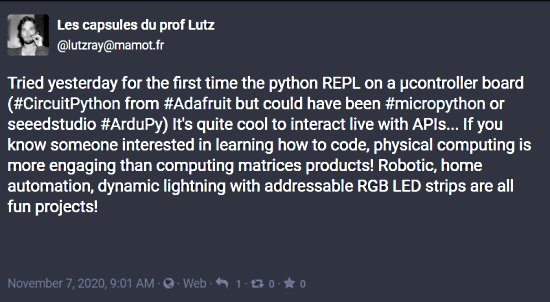 Les capsules du prof Lutz
@lutzray@mamot.fr
Tried yesterday for the first time the python REPL on a µcontroller board
(#CircuitPython from #Adafruit but could have been #micropython or
seeedstudio #ArduPy) It's quite cool to interact live with APIs... If you
know someone interested in learning how to code, physical computing is
more engaging than computing matrices products! Robotic, home
automation, dynamic lightning with addressable RGB LED strips are all
fun projects!
November 7, 2020, 9:01 AM · Web · 1 · 0 · 0